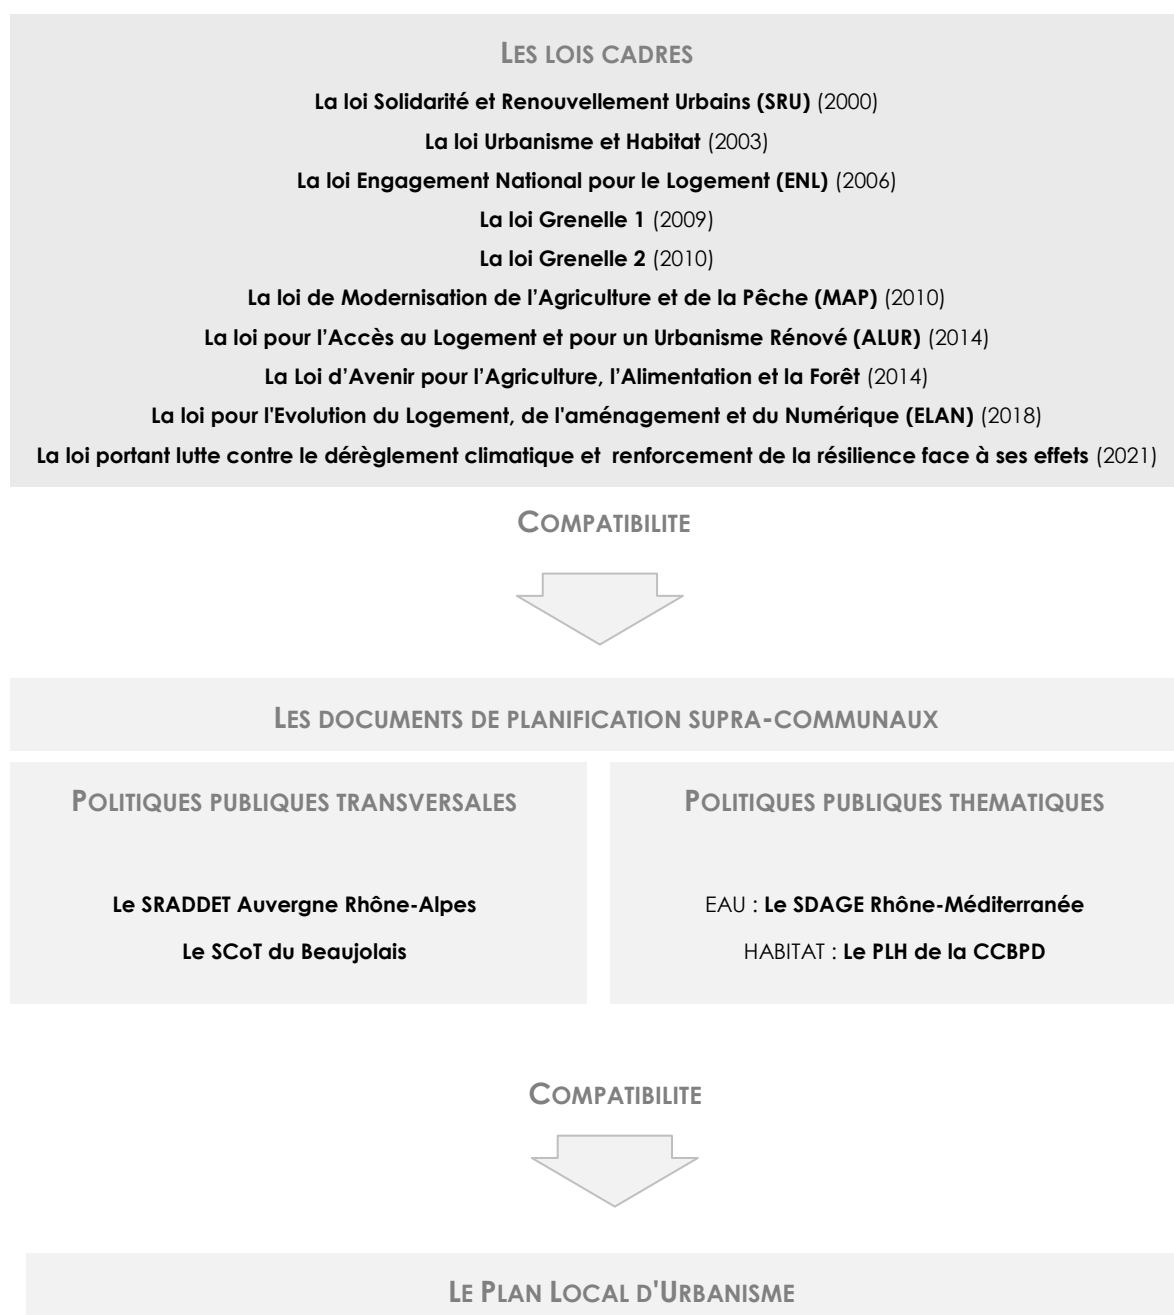 LES LOIS CADRES
La loi Solidarité et Renouvellement Urbains (SRU) (2000)
La loi Urbanisme et Habitat (2003)
La loi Engagement National pour le Logement (ENL) (2006)
La loi Grenelle 1 (2009)
La loi Grenelle 2 (2010)
La loi de Modernisation de l’Agriculture et de la Pêche (MAP) (2010)
La loi pour l’Accès au Logement et pour un Urbanisme Rénové (ALUR) (2014)
La Loi d’Avenir pour l’Agriculture, l’Alimentation et la Forêt (2014)
La loi pour l'Evolution du Logement, de l'aménagement et du Numérique (ELAN) (2018)
La loi portant lutte contre le dérèglement climatique et  renforcement de la résilience face à ses effets (2021)
COMPATIBILITE
LES DOCUMENTS DE PLANIFICATION SUPRA-COMMUNAUX
POLITIQUES PUBLIQUES TRANSVERSALES
Le SRADDET Auvergne Rhône-Alpes
Le SCoT du Beaujolais
POLITIQUES PUBLIQUES THEMATIQUES
EAU : Le SDAGE Rhône-Méditerranée
HABITAT : Le PLH de la CCBPD
COMPATIBILITE
LE PLAN LOCAL D'URBANISME